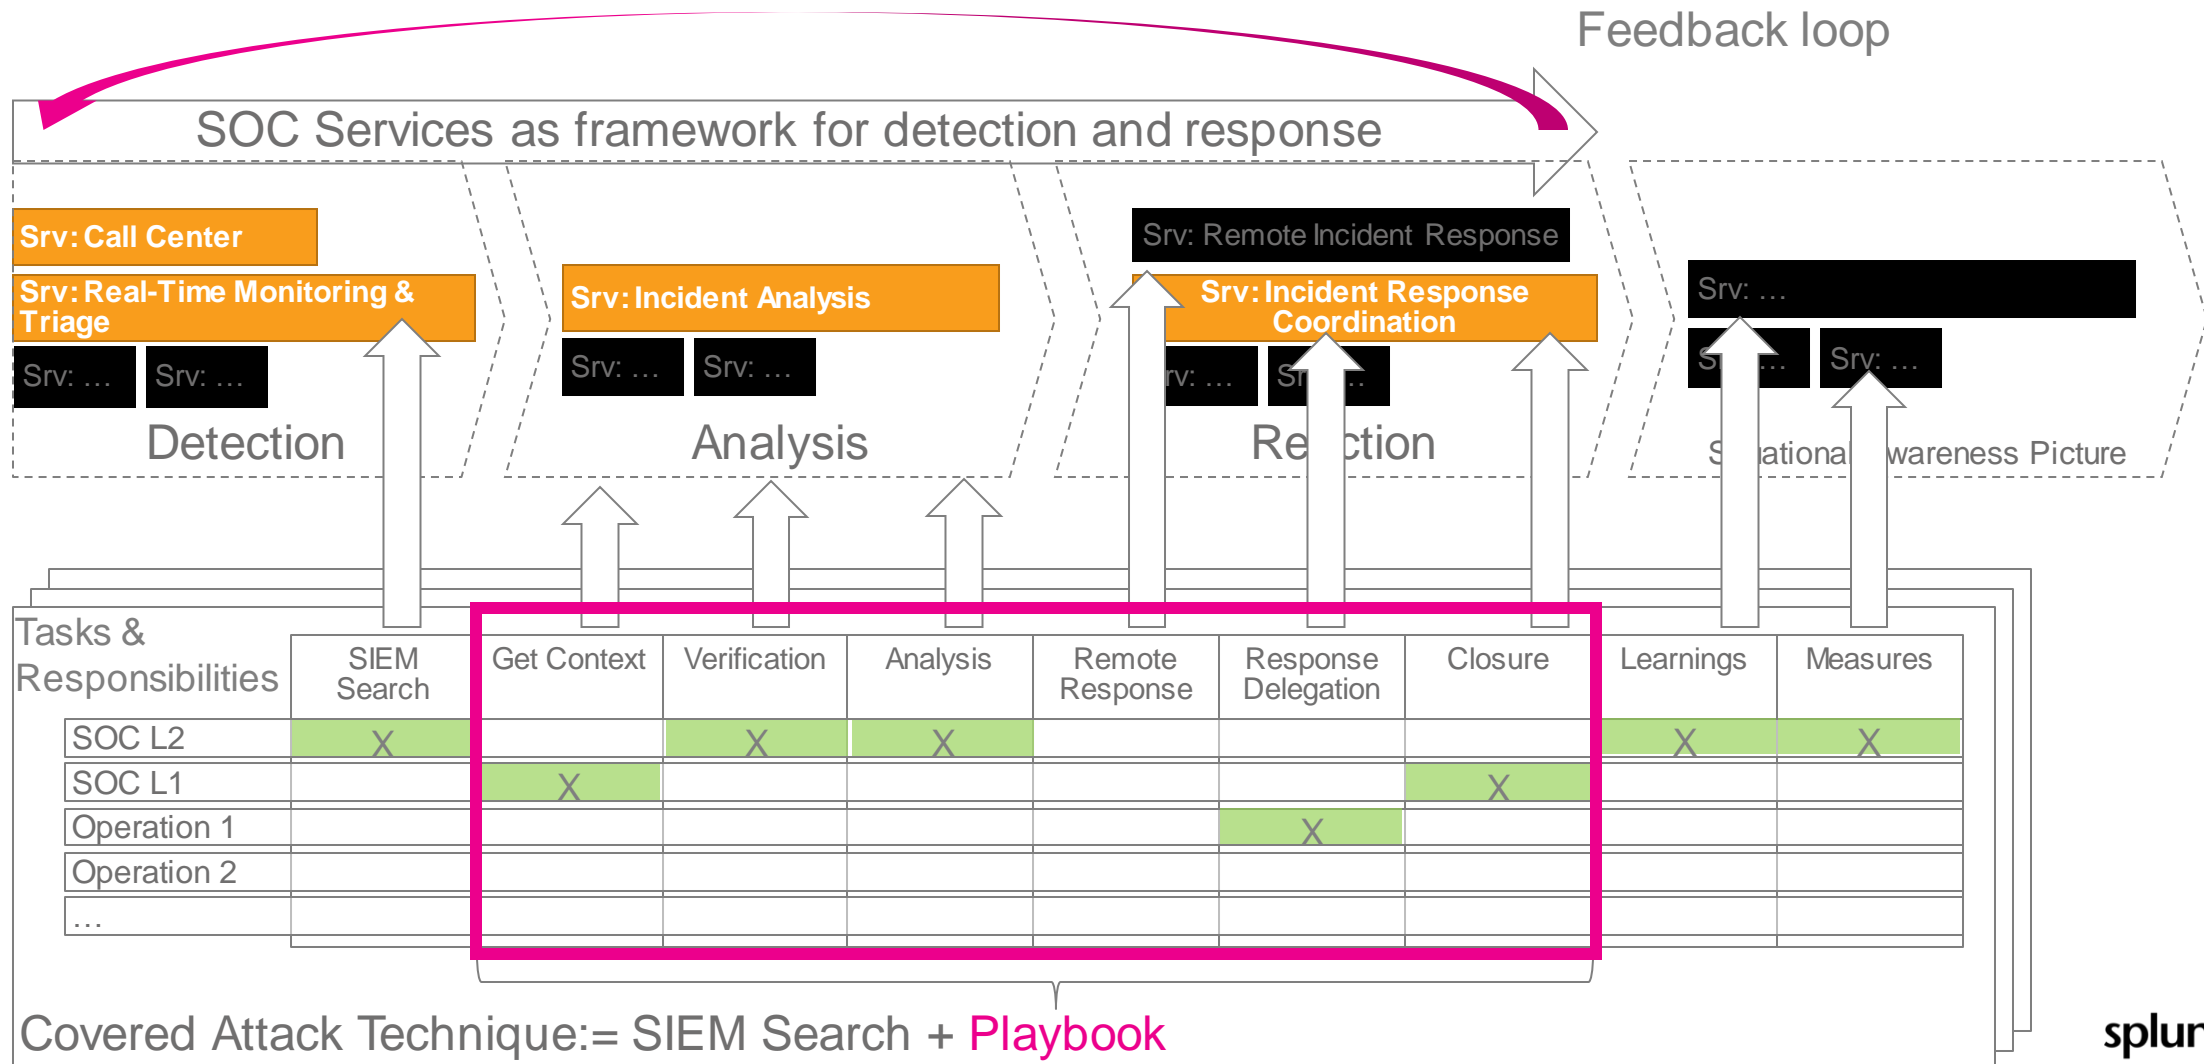 Feedback loop
SOC Services as framework for detection and response
Srv: Call Center
Srv: Real-Time Monitoring &
Triage
Srv: ...
Srv: ...
Detection
Srv: Incident Analysis
Srv: ...
Srv: ...
Analysis
Srv: Remote Incident Response
Srv: Incident Response
Coordination
Srv: ...
Picture
Srv: ...
Tasks &
Responsibilities
SIEM
Search
Get Context
Verification
Analysis
Remote
Response
Response
Delegation
Closure
Learnings
Measures
SOC L2
X
X
X
X
X
SOC L1
X
X
Operation 1
X
Operation 2
...
Covered Attack Technique:= SIEM Search + Playbook
splun